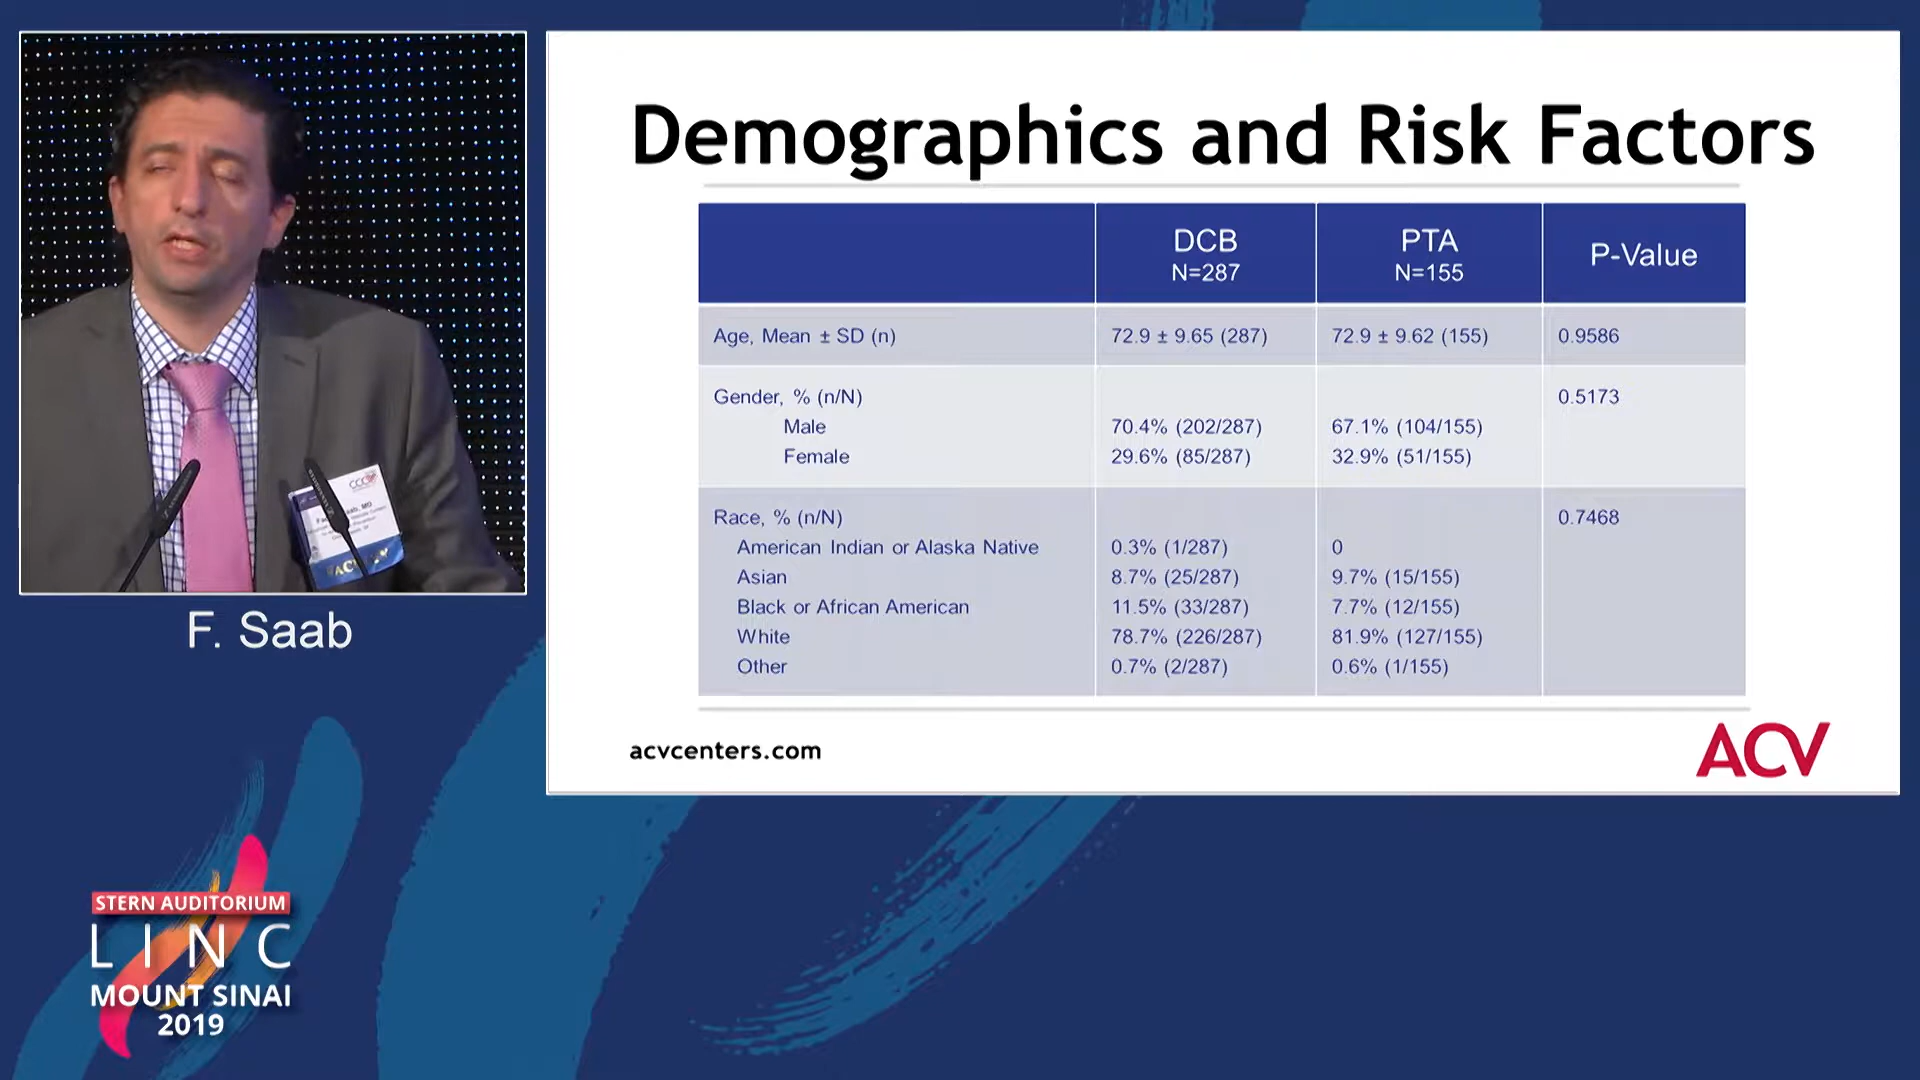 Demographics and Risk Factors
DCB
N=287
PTA
N=155
P-Value
Age, Mean ± SD (n) 72.9 ± 9.65 (287) 72.9 ± 9.62 (155) 0.9586
Gender, % (n/N) 0.5173
Male 70.4% (202/287) 67.1% (104/155)
Female 29.6% (85/287) 32.9% (51/155)
Race, % (n/N) 0.7468
American Indian or Alaska Native 0.3% (1/287) 0
Asian 8.7% (25/287) 9.7% (15/155)
Black or African American 11.5% (33/287) 7.7% (12/155)
White 78.7% (226/287) 81.9% (127/155)
Other 0.7% (2/287) 0.6% (1/155)
acvcenters.com
ACV
F. Saab
STERN AUDITORIUM
LINC
MOUNT SINAI
2019